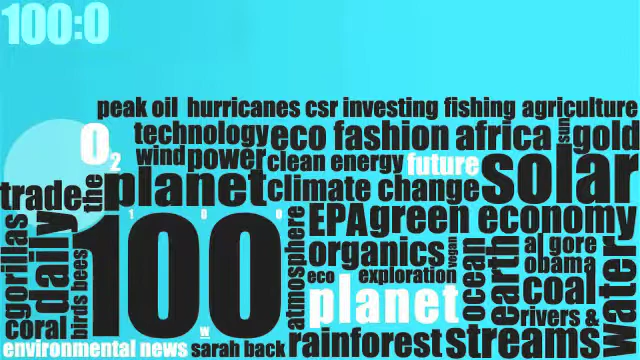 100:0
peak oil hurricanes csr investing fishing agriculture
O2
technology eco fashion africa sun gold
wind power clean energy future solar
trade the planet climate change
100
gorillas daily 100 atmosphere EPA green economy
birds bees organics vegan ocean earth al gore water
obama
eco exploration coal
coral planet rivers &
w
environmental news sarah back rainforest streams